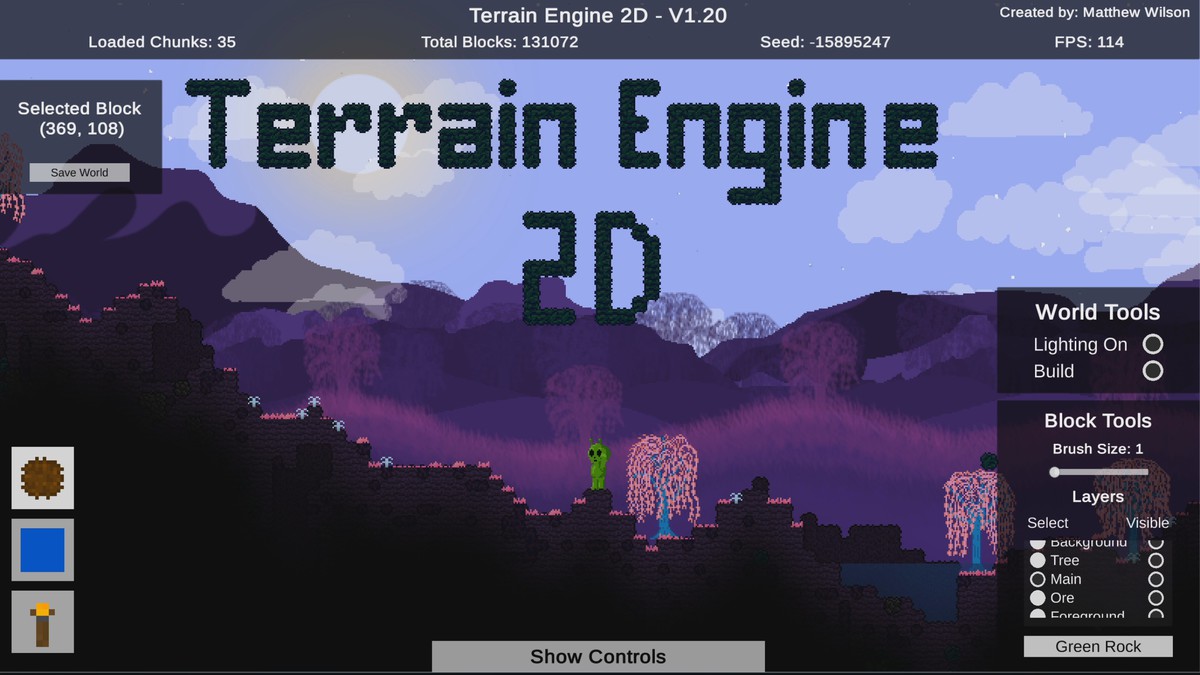 Terrain Engine 2D - V1.20
Created by: Matthew Wilson
Loaded Chunks: 35
Total Blocks: 131072
Seed: -15895247
FPS: 114
Terrain Engine
2D
Selected Block
(369, 108)
Save World
World Tools
Lighting On
Build
Block Tools
Brush Size: 1
Layers
Select Visible
Background
Tree
Main
Ore
Foreground
Green Rock
Show Controls